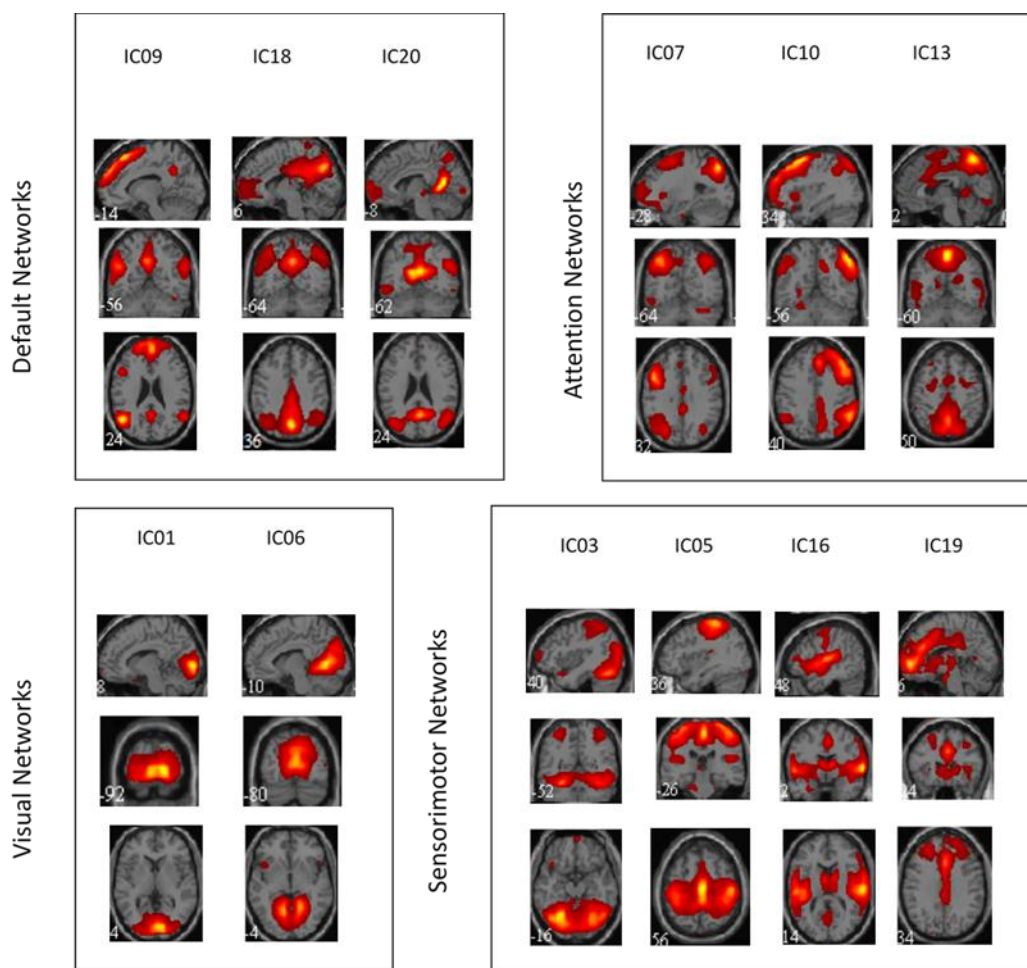 Default Networks
IC09 IC18 IC20
-14 6 -8
-56 -64 -62
24 36 24
Attention Networks
IC07 IC10 IC13
-28 34 2
-64 -56 -60
32 40 50
Visual Networks
IC01 IC06
8 -10
-92 -80
4 -4
Sensorimotor Networks
IC03 IC05 IC16 IC19
40 36 48 6
-52 -26 2
-16 56 14 34